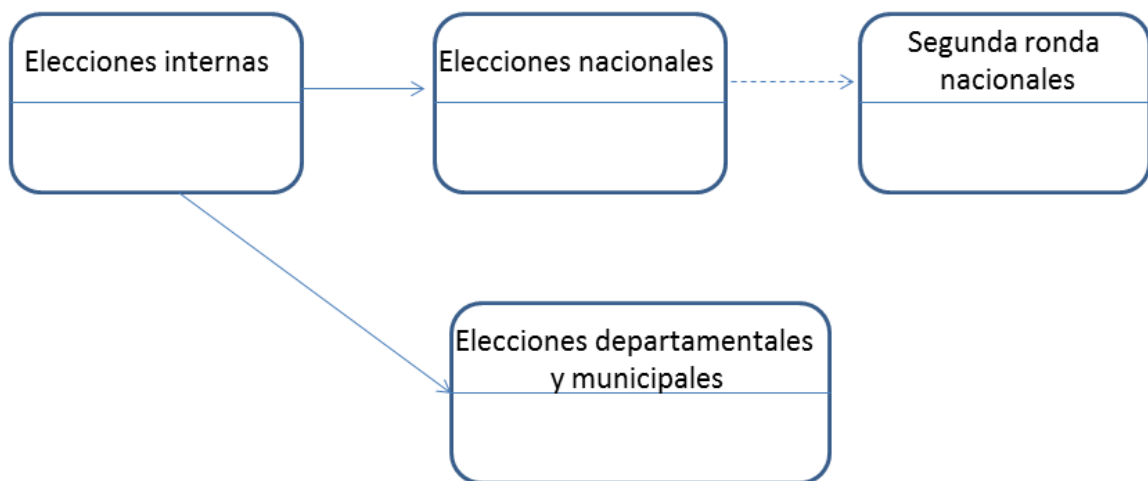 Elecciones internas
Elecciones nacionales
Segunda ronda
nacionales
Elecciones departamentales
y municipales